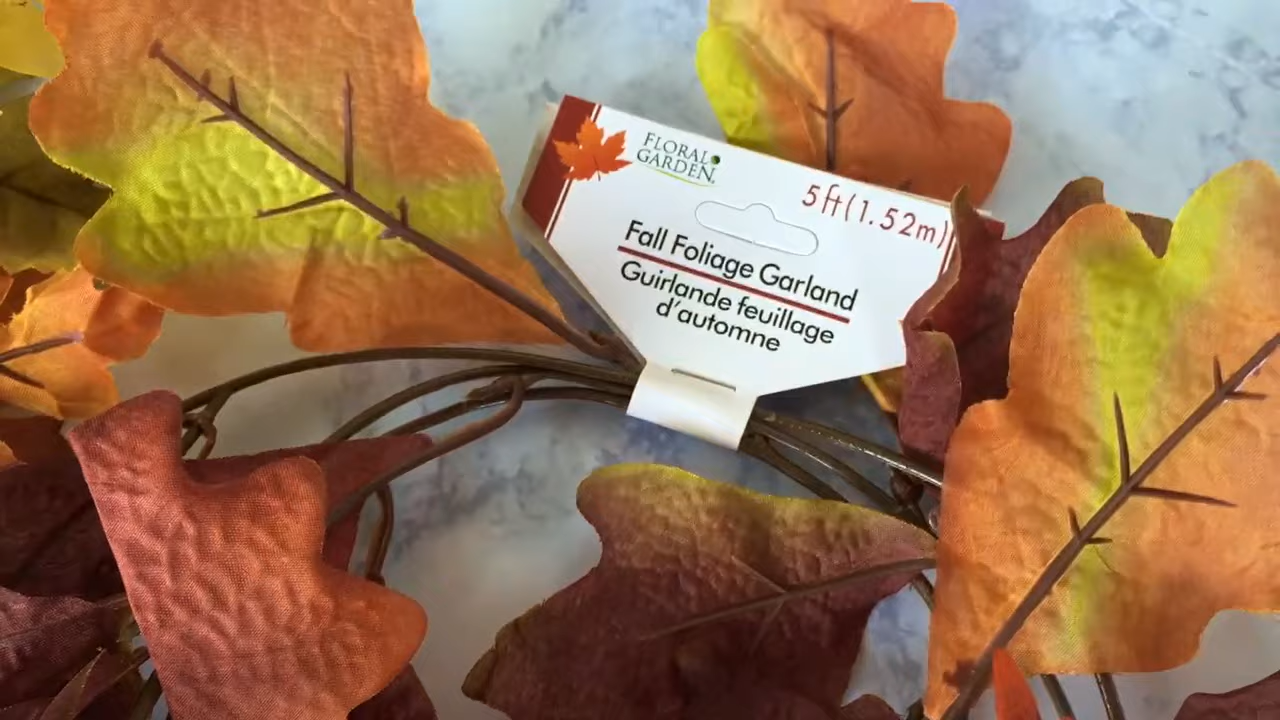 FLORAL
GARDEN
5ft(1.52m)
Fall Foliage Garland
Guirlande feuillage
d'automne